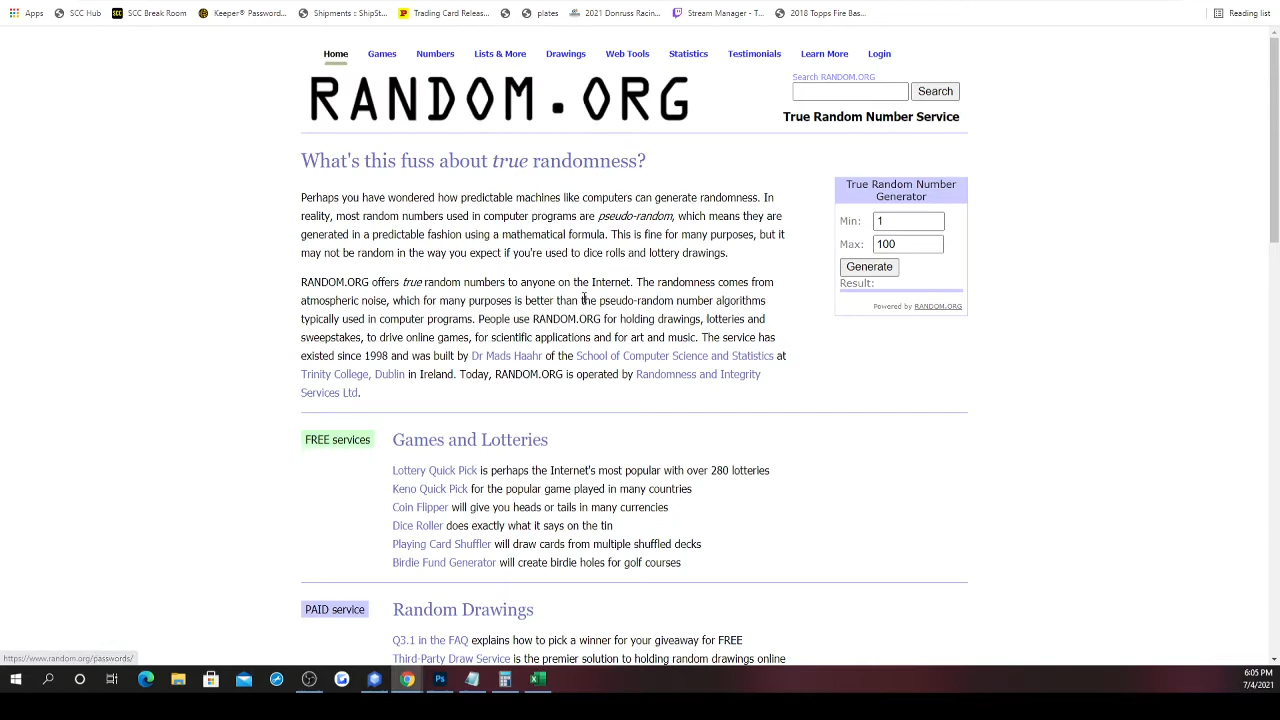 Apps SCC Hub SCC Break Room Keeper® Password... Shipments :: ShipSt... Trading Card Releas... plates 2021 Donruss Racin... Stream Manager - T... 2018 Topps Fire Bas... Reading list
Home Games Numbers Lists & More Drawings Web Tools Statistics Testimonials Learn More Login
RANDOM.ORG
Search RANDOM.ORG
Search
True Random Number Service
What's this fuss about true randomness?
Perhaps you have wondered how predictable machines like computers can generate randomness. In
reality, most random numbers used in computer programs are pseudo-random, which means they are
generated in a predictable fashion using a mathematical formula. This is fine for many purposes, but it
may not be random in the way you expect if you're used to dice rolls and lottery drawings.
RANDOM.ORG offers true random numbers to anyone on the Internet. The randomness comes from
atmospheric noise, which for many purposes is better than the pseudo-random number algorithms
typically used in computer programs. People use RANDOM.ORG for holding drawings, lotteries and
sweepstakes, to drive online games, for scientific applications and for art and music. The service has
existed since 1998 and was built by Dr Mads Haahr of the School of Computer Science and Statistics at
Trinity College, Dublin in Ireland. Today, RANDOM.ORG is operated by Randomness and Integrity
Services Ltd.
True Random Number
Generator
Min: 1
Max: 100
Generate
Result:
Powered by RANDOM.ORG
FREE services
Games and Lotteries
Lottery Quick Pick is perhaps the Internet's most popular with over 280 lotteries
Keno Quick Pick for the popular game played in many countries
Coin Flipper will give you heads or tails in many currencies
Dice Roller does exactly what it says on the tin
Playing Card Shuffler will draw cards from multiple shuffled decks
Birdie Fund Generator will create birdie holes for golf courses
PAID service
Random Drawings
Q3.1 in the FAQ explains how to pick a winner for your giveaway for FREE
Third-Party Draw Service is the premier solution to holding random drawings online
https://www.random.org/passwords/
6:05 PM
7/4/2021